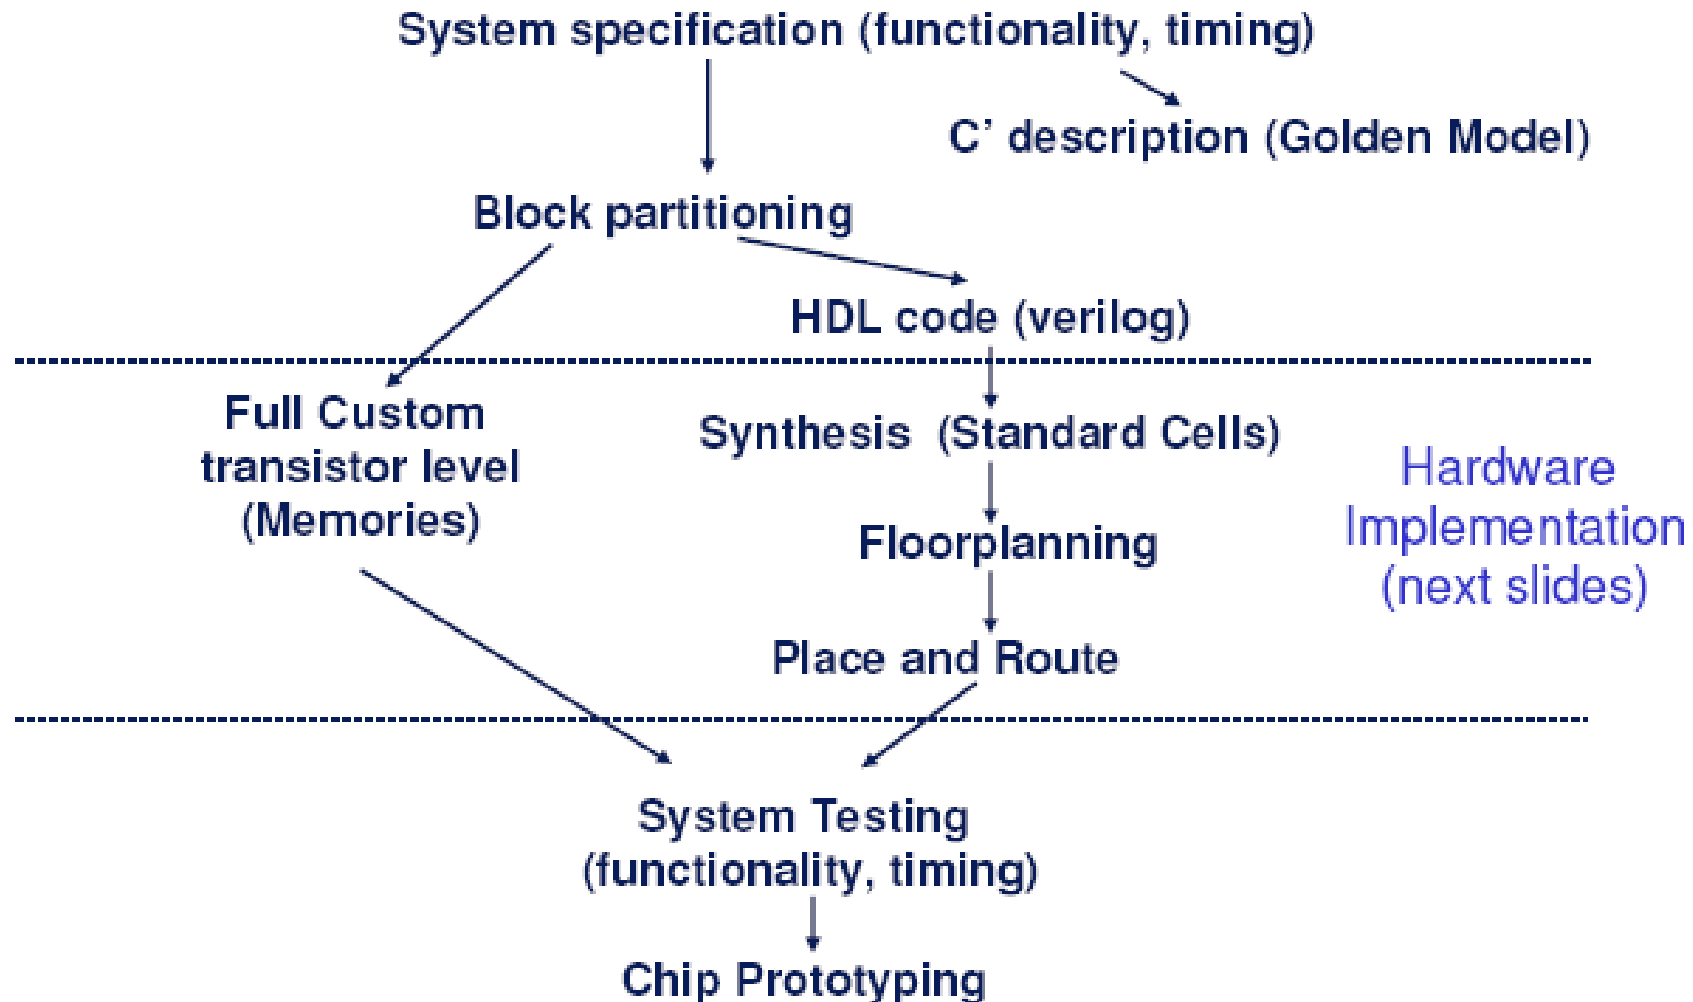 System specification (functionality, timing)
C' description (Golden Model)
Block partitioning
HDL code (verilog)
Full Custom
transistor level
(Memories)
Synthesis (Standard Cells)
Floorplanning
Place and Route
Hardware
Implementation
(next slides)
System Testing
(functionality, timing)
Chip Prototyping